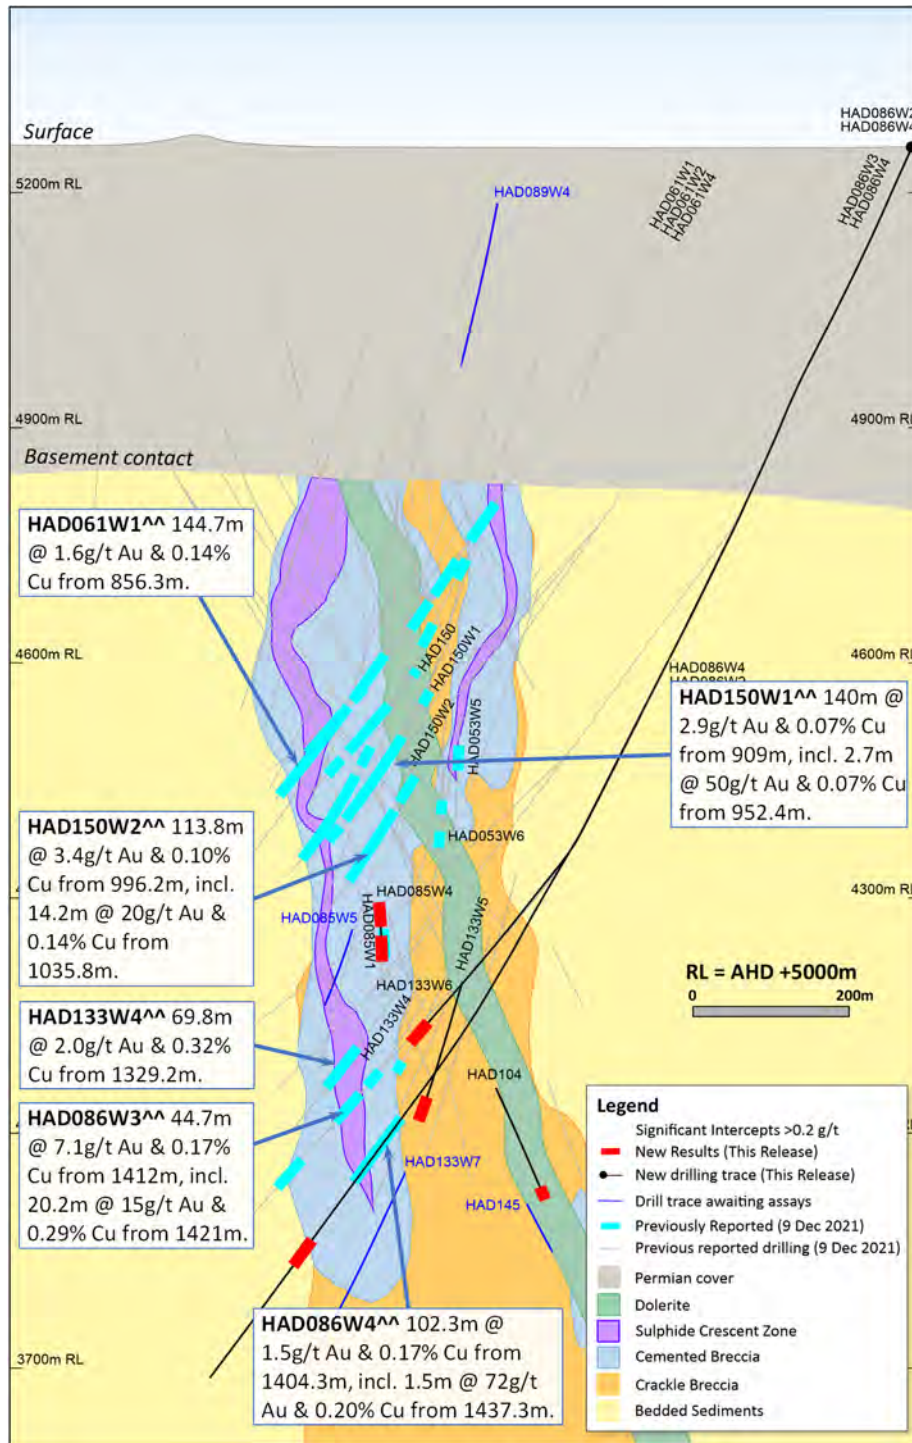 HAD086W2
HAD086W4
Surface
5200m RL
HAD089W4
HAD061W1
HAD061W2
HAD061W4
HAD086W3
HAD086W4
4900m RL
4900m RL
Basement contact
HAD061W1^^ 144.7m
@ 1.6g/t Au & 0.14%
Cu from 856.3m.
4600m RL
4600m RL
HAD150
HAD150W1
HAD150W2
HAD053W5
HAD086W4
HAD150W1^^ 140m @
2.9g/t Au & 0.07% Cu
from 909m, incl. 2.7m
@ 50g/t Au & 0.07% Cu
from 952.4m.
HAD150W2^^ 113.8m
@ 3.4g/t Au & 0.10%
Cu from 996.2m, incl.
14.2m @ 20g/t Au &
0.14% Cu from
1035.8m.
HAD053W6
HAD085W4
HAD085W5
HAD085W1
4300m RL
HAD133W5
HAD133W6
HAD133W4
RL = AHD +5000m
0 200m
HAD133W4^^ 69.8m
@ 2.0g/t Au & 0.32%
Cu from 1329.2m.
HAD104
HAD086W3^^ 44.7m
@ 7.1g/t Au & 0.17%
Cu from 1412m, incl.
20.2m @ 15g/t Au &
0.29% Cu from 1421m.
HAD133W7
HAD145
Legend
Significant Intercepts >0.2 g/t
New Results (This Release)
New drilling trace (This Release)
Drill trace awaiting assays
Previously Reported (9 Dec 2021)
Previous reported drilling (9 Dec 2021)
Permian cover
Dolerite
Sulphide Crescent Zone
Cemented Breccia
Crackle Breccia
Bedded Sediments
HAD086W4^^ 102.3m @
1.5g/t Au & 0.17% Cu from
1404.3m, incl. 1.5m @ 72g/t
Au & 0.20% Cu from 1437.3m.
3700m RL